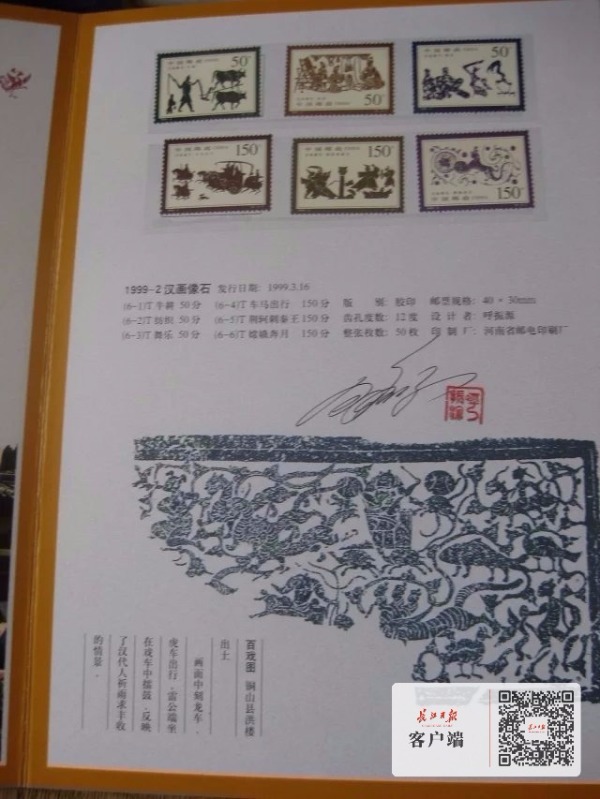 中国邮政 50分
中国邮政 50分
中国邮政 50分
中国邮政 150分
中国邮政 150分
中国邮政 150分
1999-2 汉画像石 发行日期: 1999.3.16
(6-1)T 牛耕 50分 (6-4)T 车马出行 150分 版 别: 胶印 邮票规格: 40×30mm
(6-2)T 纺织 50分 (6-5)T 荆轲刺秦王 150分 齿孔度数: 12度 设计者: 呼振源
(6-3)T 舞乐 50分 (6-6)T 嫦娥奔月 150分 整张枚数: 50枚 印制厂: 河南省邮电印刷厂
百戏图 铜山县洪楼
出土
画面中刻龙车、
虎车出行，雷公端坐
在戏车中擂鼓，反映
了汉代人祈雨求丰收
的情景。
长江日报
客户端